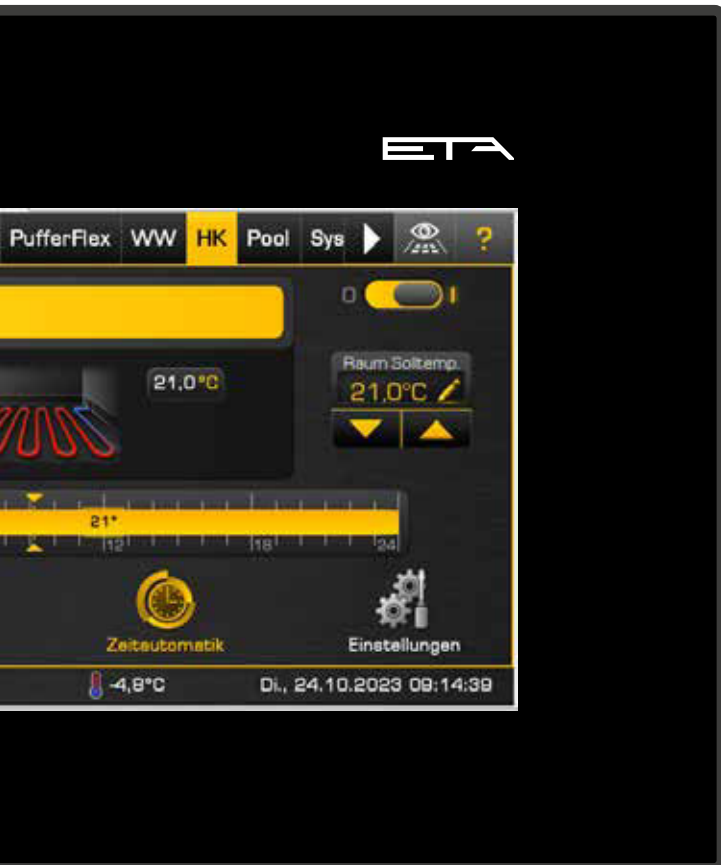 ETA
PufferFlex WW HK Pool Sys ?
0 I
Raum Solltemp.
21,0°C
21,0°C
21°
12 18 24
Zeitautomatik Einstellungen
-4,8°C Di., 24.10.2023 09:14:39